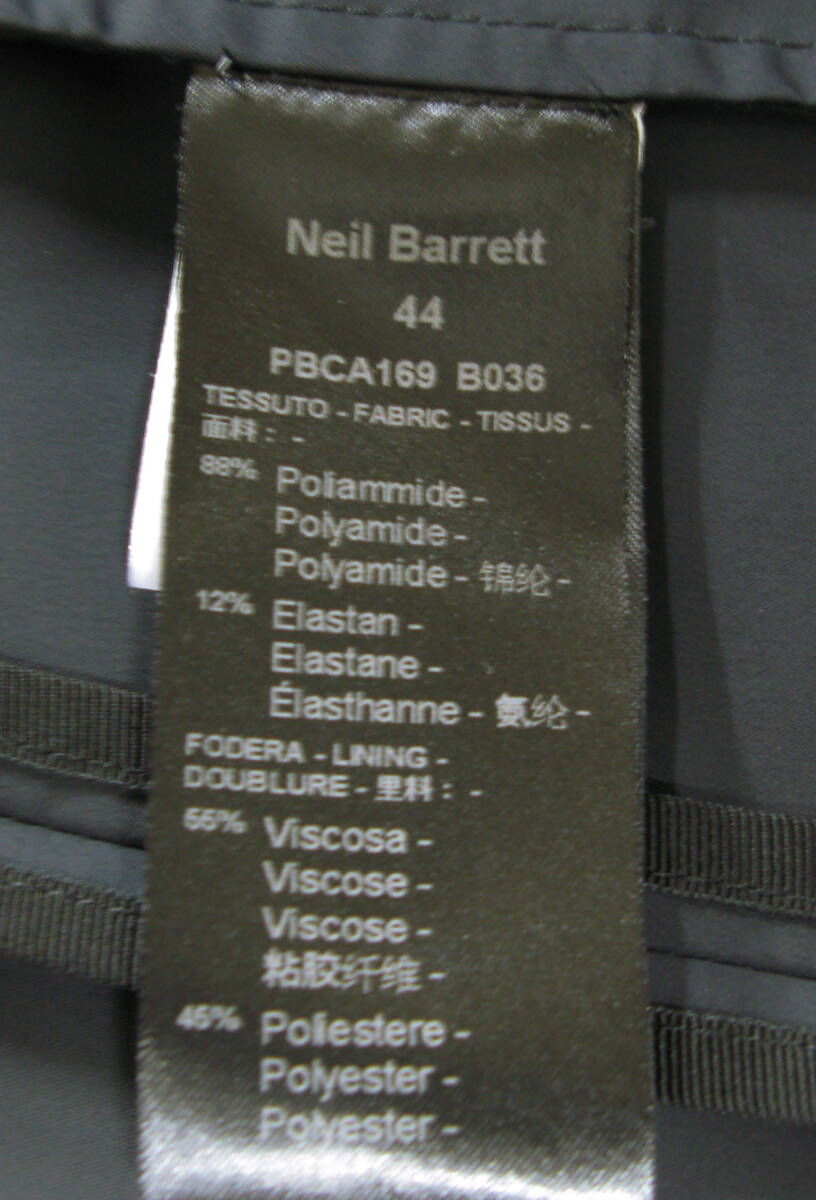 Neil Barrett
44
PBCA169 B036
TESSUTO - FABRIC - TISSUS -
面料： -
88% Poliammide -
Polyamide -
Polyamide - 锦纶 -
12% Elastan -
Elastane -
Élasthanne - 氨纶 -
FODERA - LINING -
DOUBLURE - 里料： -
55% Viscosa -
Viscose -
Viscose -
粘胶纤维 -
45% Poliestere -
Polyester -
Polyester -